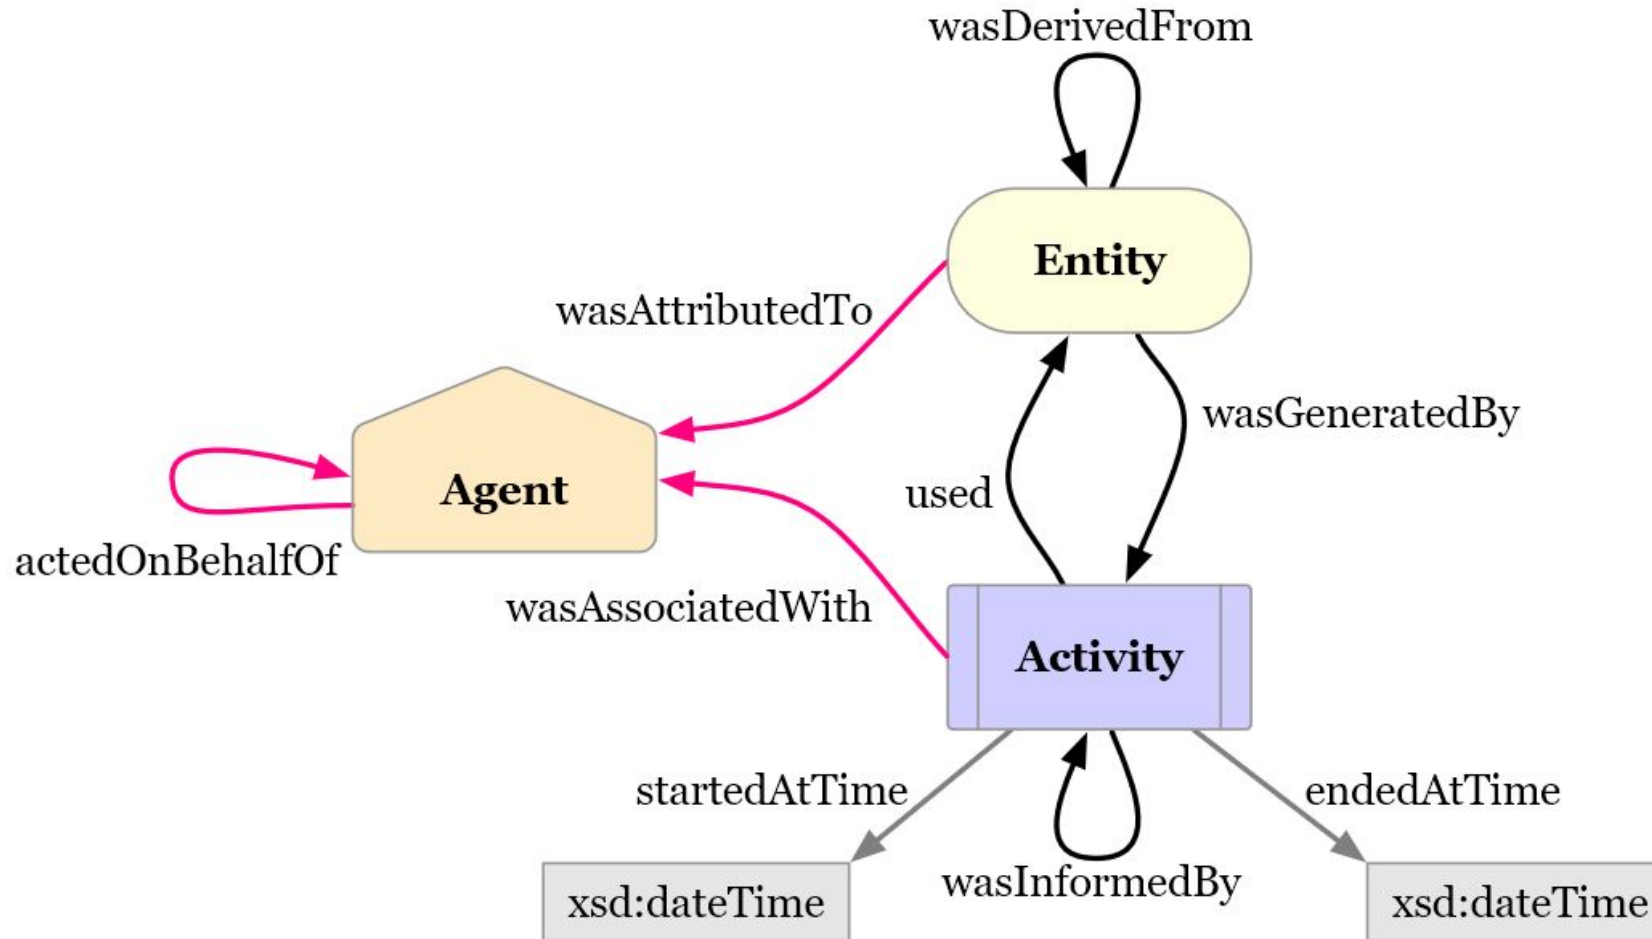 wasDerivedFrom
Entity
wasAttributedTo
wasGeneratedBy
used
Agent
actedOnBehalfOf
wasAssociatedWith
Activity
startedAtTime
endedAtTime
wasInformedBy
xsd:dateTime
xsd:dateTime